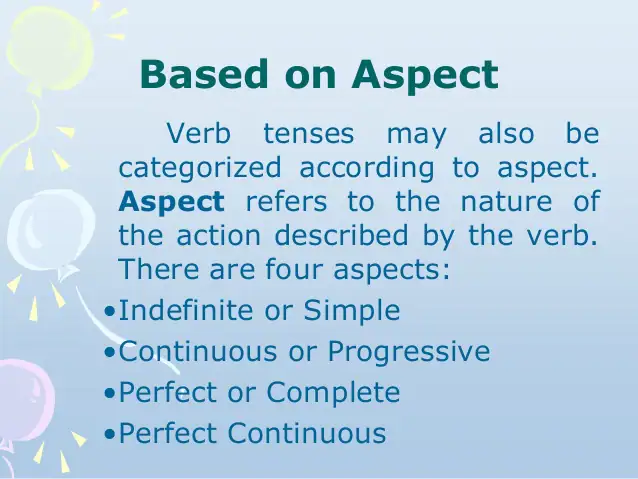 Based on Aspect
Verb tenses may also be
categorized according to aspect.
Aspect refers to the nature of
the action described by the verb.
There are four aspects:
•Indefinite or Simple
•Continuous or Progressive
•Perfect or Complete
•Perfect Continuous